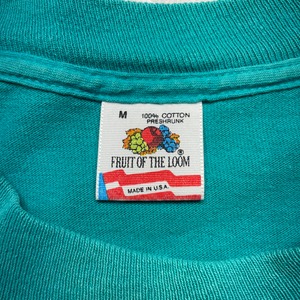 M 100% COTTON
PRESHRUNK
FRUIT OF THE LOOM ®
MADE IN U.S.A.